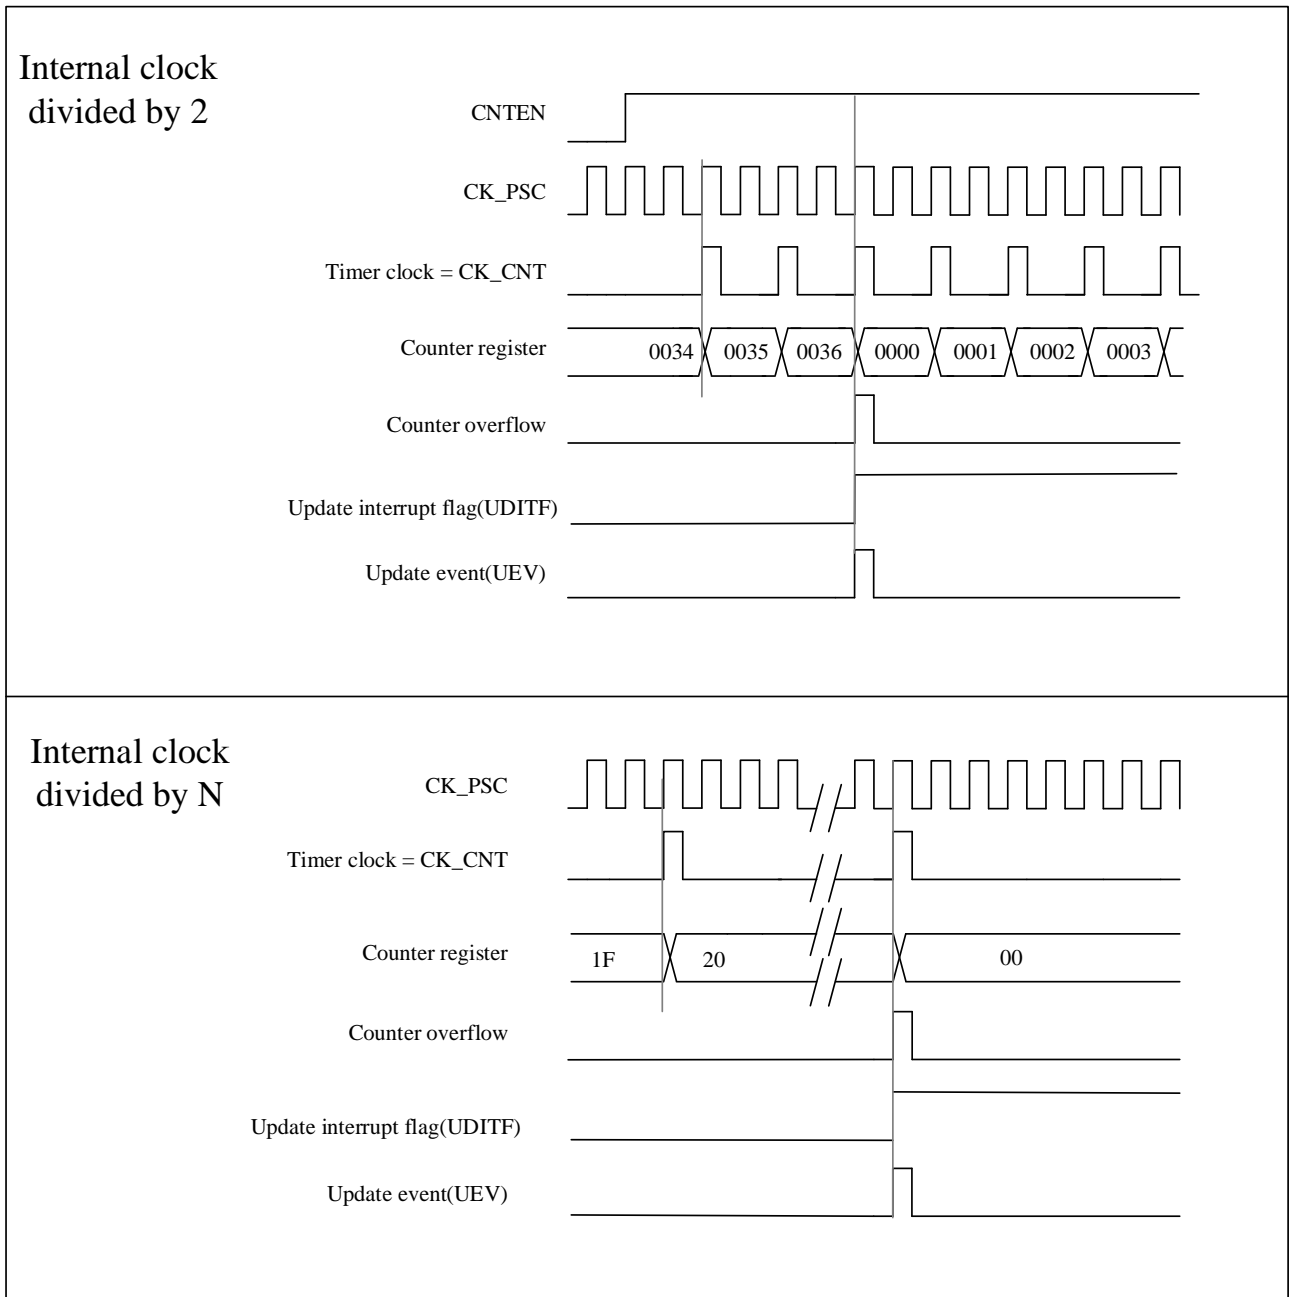 Internal clock
divided by 2
CNTEN
CK_PSC
Timer clock = CK_CNT
Counter register
0034 0035 0036 0000 0001 0002 0003
Counter overflow
Update interrupt flag(UDITF)
Update event(UEV)
Internal clock
divided by N
CK_PSC
Timer clock = CK_CNT
Counter register
1F 20 00
Counter overflow
Update interrupt flag(UDITF)
Update event(UEV)